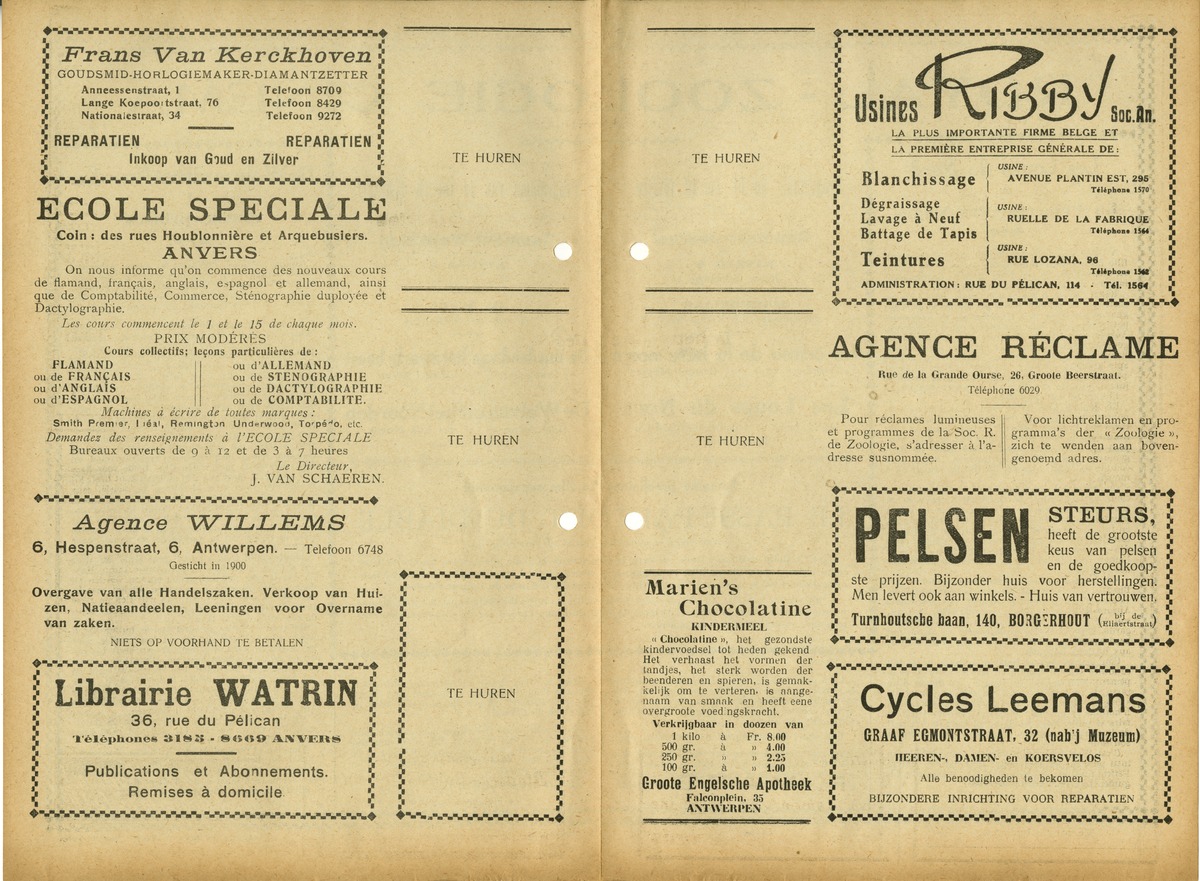 Frans Van Kerckhoven
GOUDSMID-HORLOGIEMAKER-DIAMANTZETTER
Anneessenstraat, 1 Telefoon 8709
Lange Koepoortstraat, 76 Telefoon 8429
Nationalestraat, 34 Telefoon 9272
REPARATIEN REPARATIEN
Inkoop van Goud en Zilver
ECOLE SPECIALE
Coin : des rues Houblonnière et Arquebusiers.
ANVERS
On nous informe qu'on commence des nouveaux cours
de flamand, français, anglais, espagnol et allemand, ainsi
que de Comptabilité, Commerce, Sténographie duployée et
Dactylographie.
Les cours commencent le 1 et le 15 de chaque mois.
PRIX MODÉRÉS
Cours collectifs; leçons particulières de :
FLAMAND ou d'ALLEMAND
ou de FRANÇAIS ou de STENOGRAPHIE
ou d'ANGLAIS ou de DACTYLOGRAPHIE
ou d'ESPAGNOL ou de COMPTABILITE.
Machines à écrire de toutes marques :
Smith Premier, Idéal, Remington Underwood, Torpédo, etc.
Demandez des renseignements à l'ECOLE SPECIALE
Bureaux ouverts de 9 à 12 et de 3 à 7 heures
Le Directeur,
J. VAN SCHAEREN.
Agence WILLEMS
6, Hespenstraat, 6, Antwerpen. — Telefoon 6748
Gesticht in 1900
Overgave van alle Handelszaken. Verkoop van Hui-
zen, Natieaandeelen, Leeningen voor Overname
van zaken.
NIETS OP VOORHAND TE BETALEN
Librairie WATRIN
36, rue du Pélican
Téléphones 3183 - 8669 ANVERS
Publications et Abonnements.
Remises à domicile
TE HUREN
TE HUREN
TE HUREN
TE HUREN
TE HUREN
Marien's
Chocolatine
KINDERMEEL
« Chocolatine », het gezondste
kindervoedsel tot heden gekend
Het verhaast het vormen der
tandjes, het sterk worden der
beenderen en spieren, is gemak-
kelijk om te verteren, is aange-
naam van smaak en heeft eene
overgroote voedingskracht.
Verkrijgbaar in doozen van
1 kilo à Fr. 8.00
500 gr. à » 4.00
250 gr. » » 2.25
100 gr. à » 1.00
Groote Engelsche Apotheek
Falconplein, 35
ANTWERPEN
Usines RIBBY Soc.An.
LA PLUS IMPORTANTE FIRME BELGE ET
LA PREMIÈRE ENTREPRISE GÉNÉRALE DE :
Blanchissage
USINE :
AVENUE PLANTIN EST, 295
Téléphone 1570
Dégraissage
Lavage à Neuf
Battage de Tapis
USINE :
RUELLE DE LA FABRIQUE
Téléphone 1564
Teintures
USINE :
RUE LOZANA, 96
Téléphone 1562
ADMINISTRATION : RUE DU PÉLICAN, 114 - Tél. 1564
AGENCE RÉCLAME
Rue de la Grande Ourse, 26, Groote Beerstraat.
Téléphone 6029
Pour réclames lumineuses
et programmes de la Soc. R.
de Zoologie, s'adresser à l'a-
dresse susnommée.
Voor lichtreklamen en pro-
gramma's der « Zoologie »,
zich te wenden aan boven-
genoemd adres.
PELSEN STEURS,
heeft de grootste
keus van pelsen
en de goedkoop-
ste prijzen. Bijzonder huis voor herstellingen.
Men levert ook aan winkels. - Huis van vertrouwen.
Turnhoutsche baan, 140, BORGERHOUT (bij de Eliaertstraat)
Cycles Leemans
GRAAF EGMONTSTRAAT, 32 (nabij Muzeum)
HEEREN-, DAMEN- en KOERSVELOS
Alle benoodigheden te bekomen
BIJZONDERE INRICHTING VOOR REPARATIEN